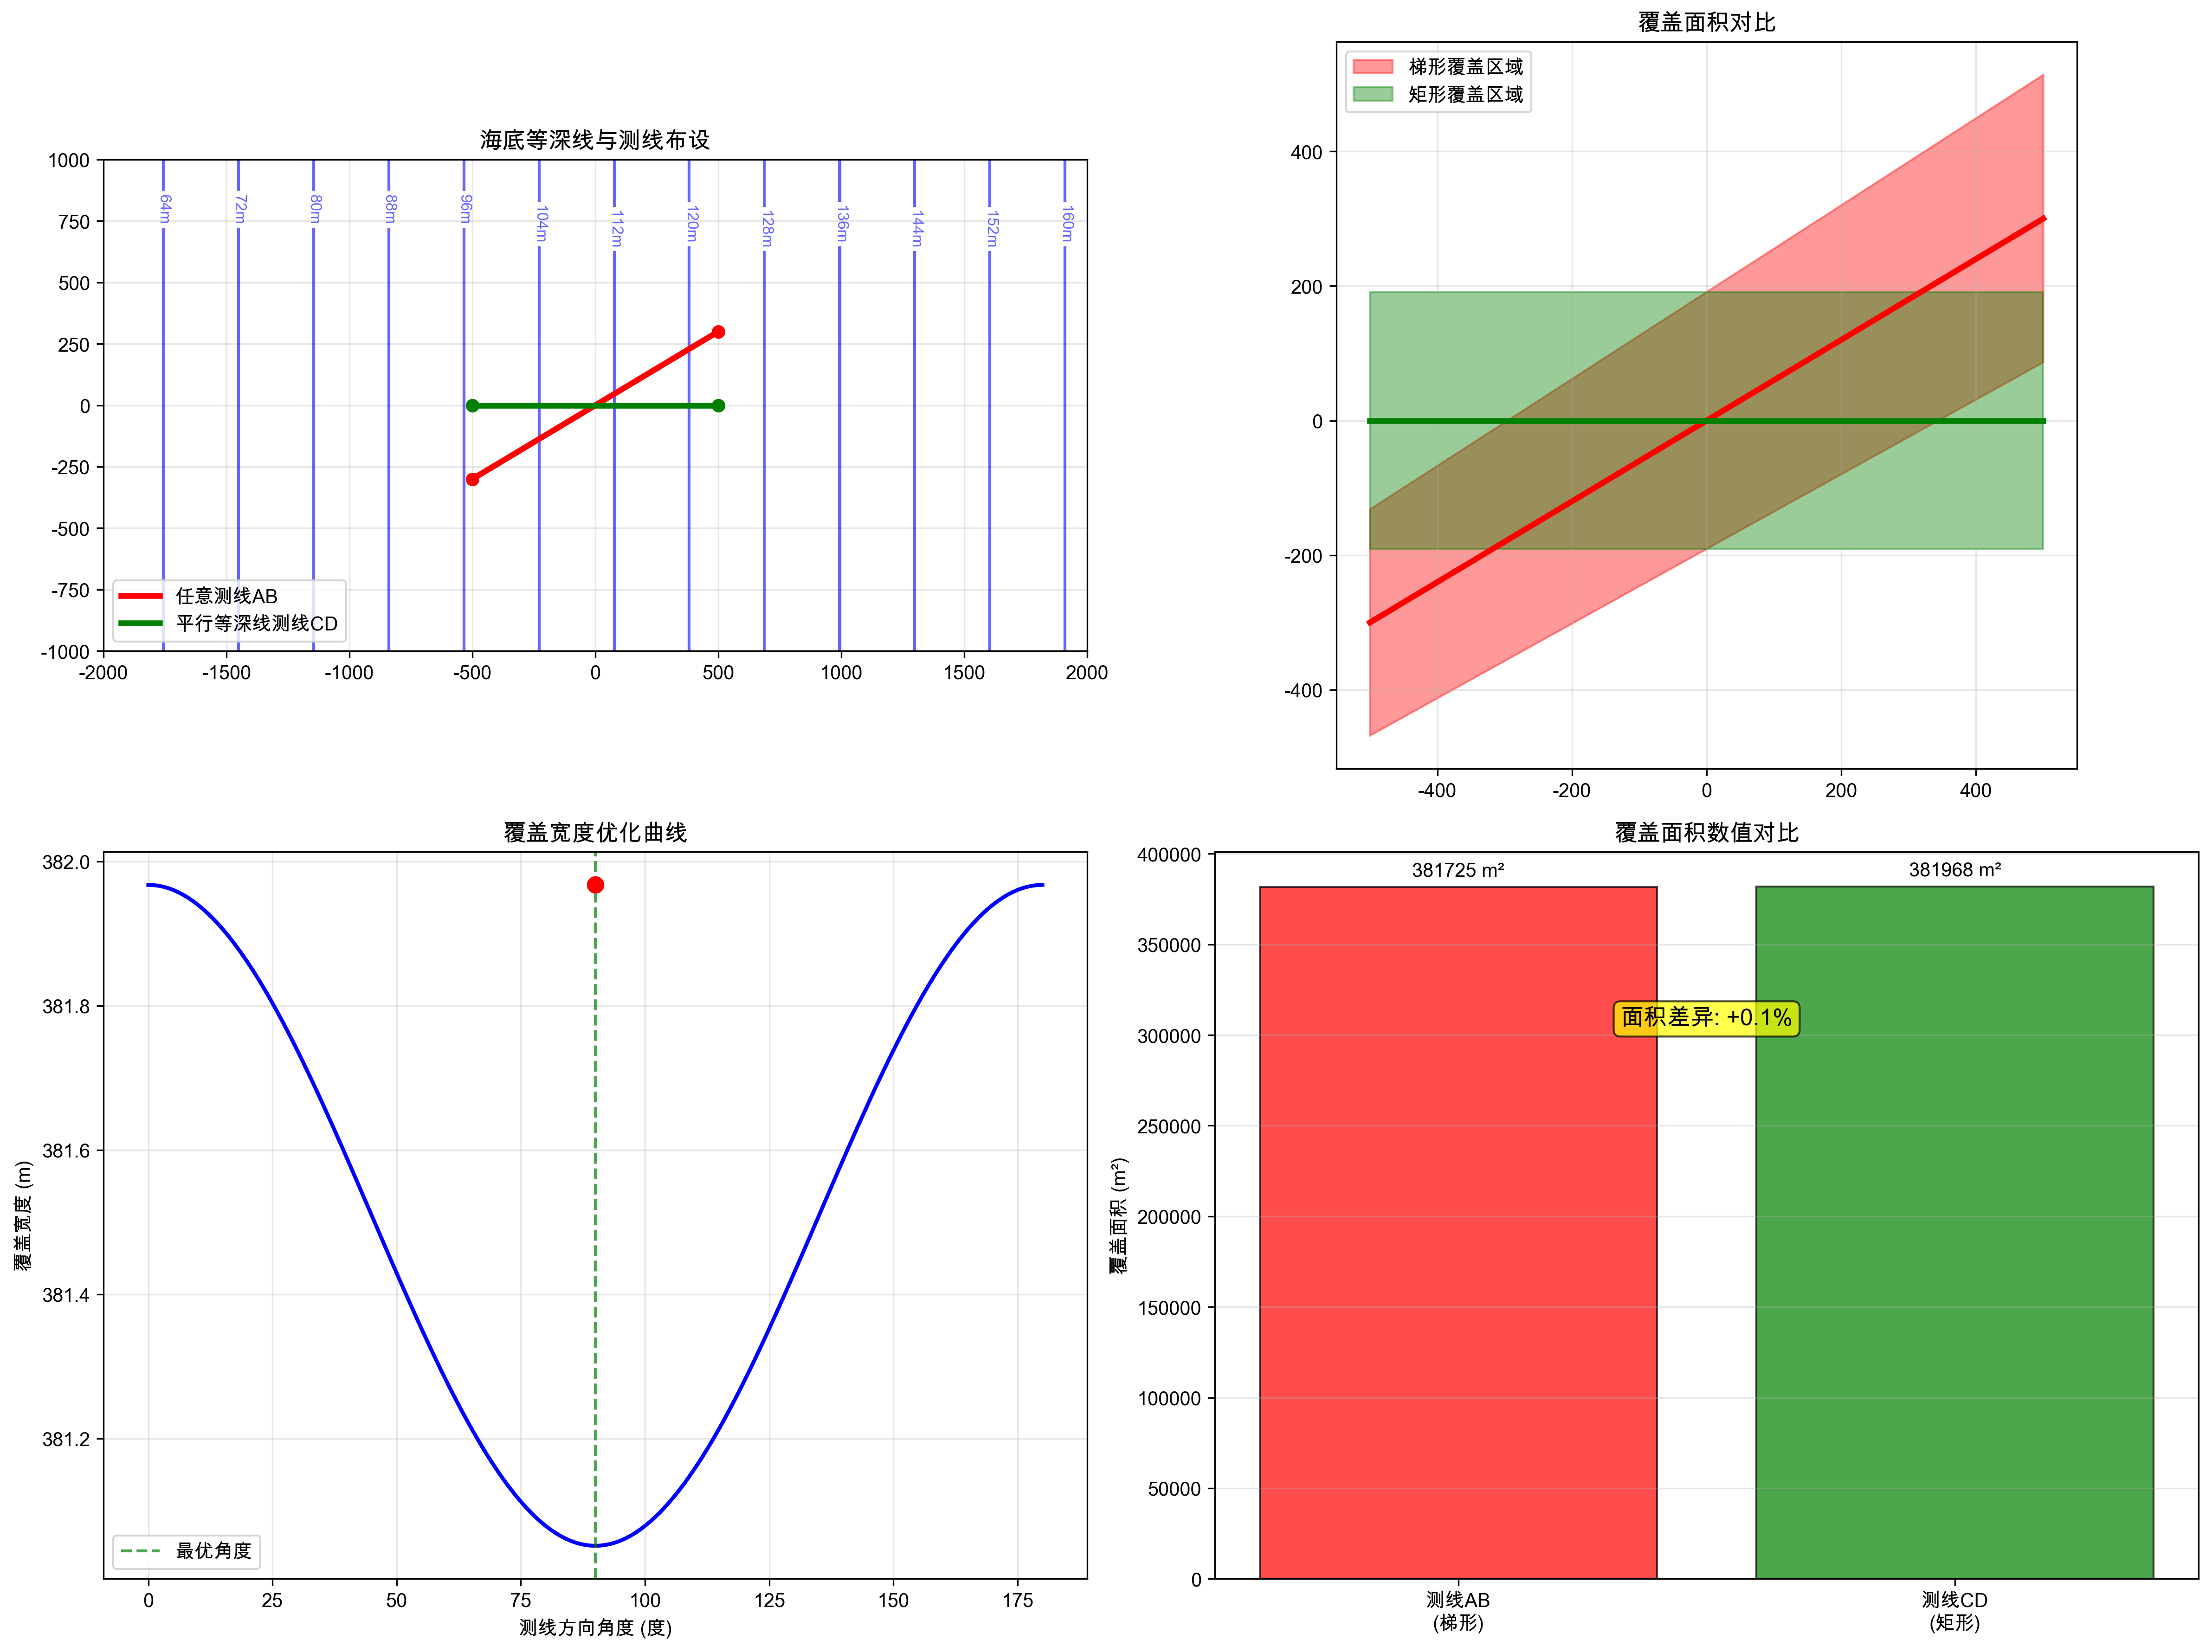 海底等深线与测线布设
1000
750
500
250
0
-250
-500
-750
-1000
64m
72m
80m
88m
96m
104m
112m
120m
128m
136m
144m
152m
160m
任意测线AB
平行等深线测线CD
-2000
-1500
-1000
-500
0
500
1000
1500
2000
覆盖面积对比
梯形覆盖区域
矩形覆盖区域
400
200
0
-200
-400
-400
-200
0
200
400
覆盖宽度优化曲线
覆盖宽度 (m)
382.0
381.8
381.6
381.4
381.2
最优角度
0
25
50
75
100
125
150
175
测线方向角度 (度)
覆盖面积数值对比
覆盖面积 (m²)
400000
350000
300000
250000
200000
150000
100000
50000
0
381725 m²
381968 m²
面积差异: +0.1%
测线AB
(梯形)
测线CD
(矩形)